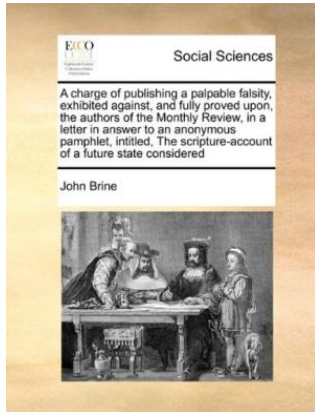 ECCO
Social Sciences
A charge of publishing a palpable falsity,
exhibited against, and fully proved upon,
the authors of the Monthly Review, in a
letter in answer to an anonymous
pamphlet, intitled, The scripture-account
of a future state considered
John Brine